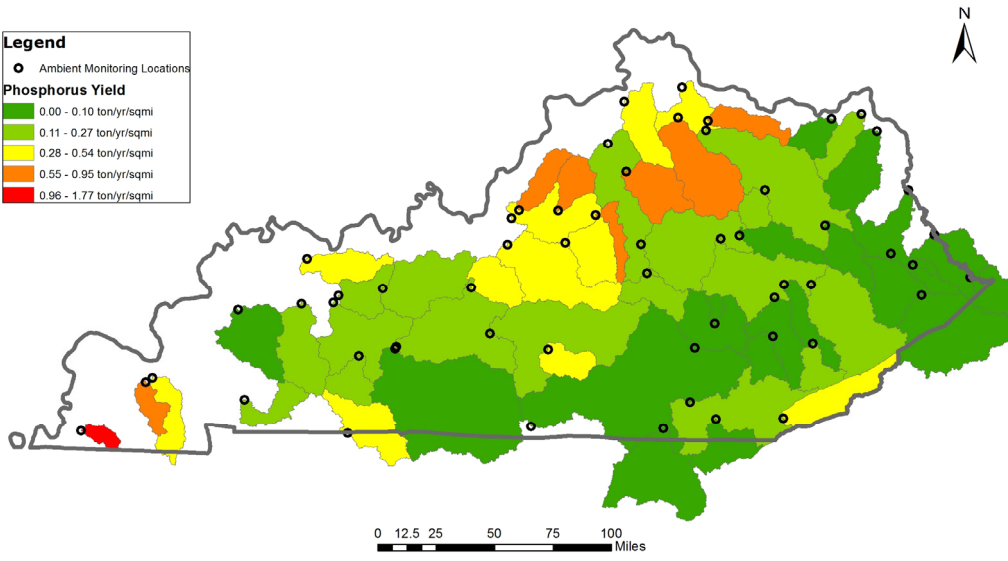 N
Legend
Ambient Monitoring Locations
Phosphorus Yield
0.00 - 0.10 ton/yr/sqmi
0.11 - 0.27 ton/yr/sqmi
0.28 - 0.54 ton/yr/sqmi
0.55 - 0.95 ton/yr/sqmi
0.96 - 1.77 ton/yr/sqmi
0 12.5 25 50 75 100
Miles